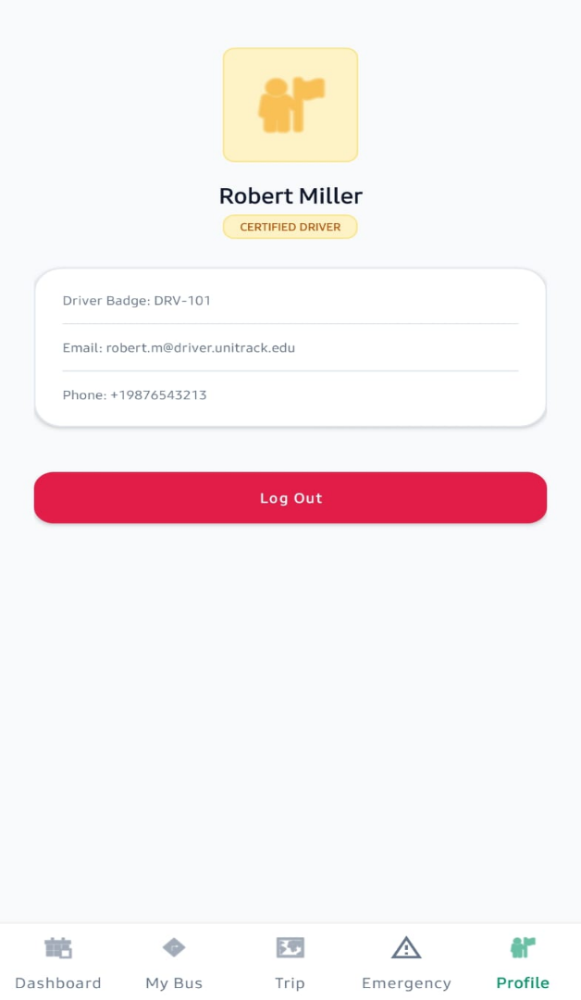 Robert Miller
CERTIFIED DRIVER
Driver Badge: DRV-101
Email: robert.m@driver.unitrack.edu
Phone: +19876543213
Log Out
Dashboard
My Bus
Trip
Emergency
Profile